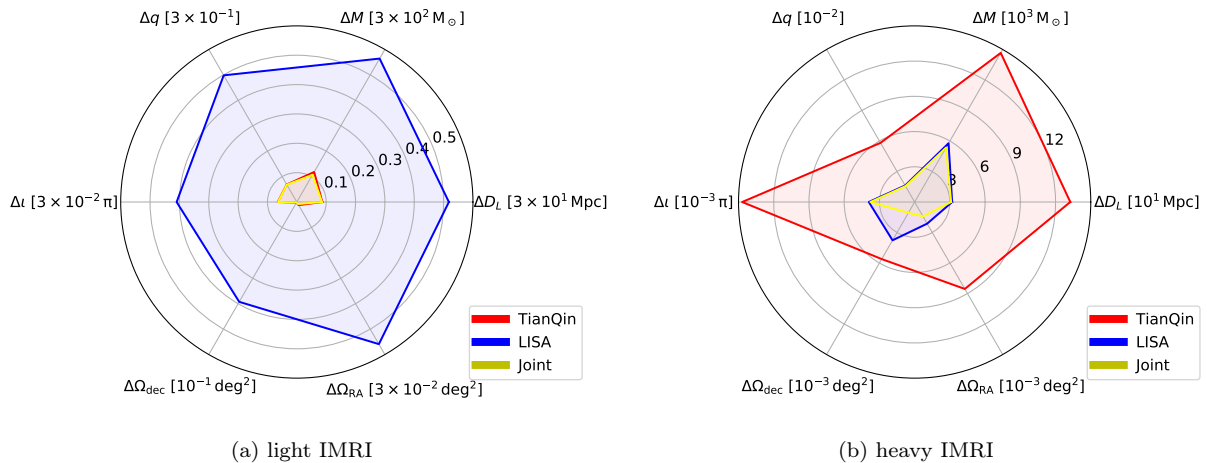 Δq [3 × 10⁻¹]
ΔM [3 × 10² M⊙]
0.5
0.4
0.3
0.2
0.1
Δι [3 × 10⁻² π]
ΔD_L [3 × 10¹ Mpc]
ΔΩ_dec [10⁻¹ deg²]
ΔΩ_RA [3 × 10⁻² deg²]
TianQin
LISA
Joint
(a) light IMRI
Δq [10⁻²]
ΔM [10³ M⊙]
12
9
6
3
Δι [10⁻³ π]
ΔD_L [10¹ Mpc]
ΔΩ_dec [10⁻³ deg²]
ΔΩ_RA [10⁻³ deg²]
TianQin
LISA
Joint
(b) heavy IMRI